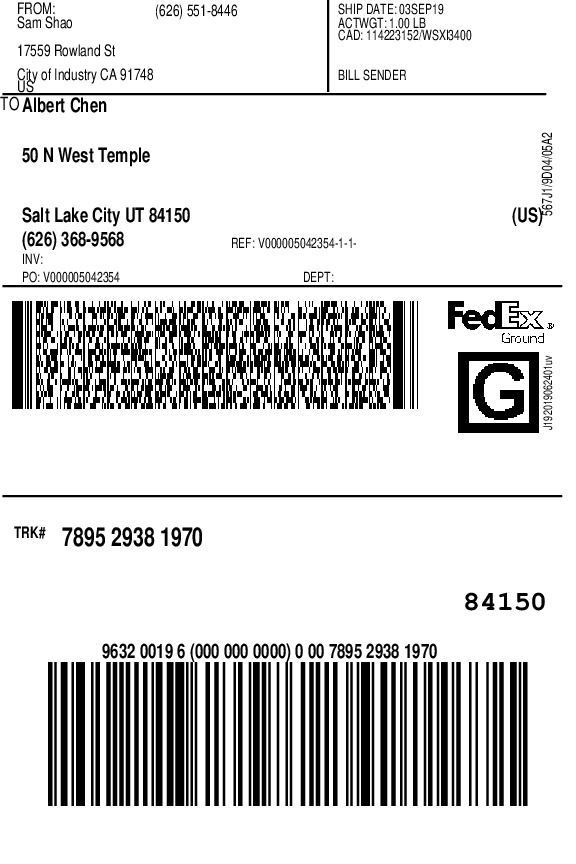 FROM: (626) 551-8446
Sam Shao
17559 Rowland St
City of Industry CA 91748
US
SHIP DATE: 03SEP19
ACTWGT: 1.00 LB
CAD: 114223152/WSXI3400
BILL SENDER
TO Albert Chen
50 N West Temple
Salt Lake City UT 84150 (US)
(626) 368-9568 REF: V000005042354-1-1-
INV:
PO: V000005042354 DEPT:
567J1/9D04/05A2
FedEx®
Ground
G
J192019062401uv
TRK# 7895 2938 1970
84150
9632 0019 6 (000 000 0000) 0 00 7895 2938 1970